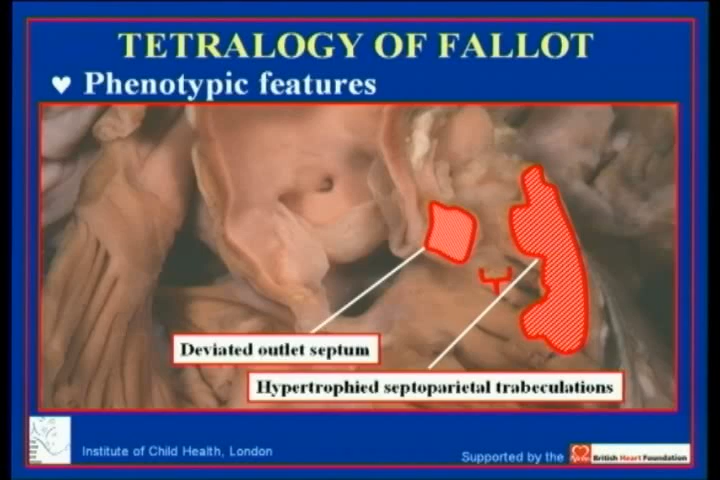 TETRALOGY OF FALLOT
♥ Phenotypic features
Deviated outlet septum
Hypertrophied septoparietal trabeculations
Institute of Child Health, London
Supported by the
British Heart Foundation